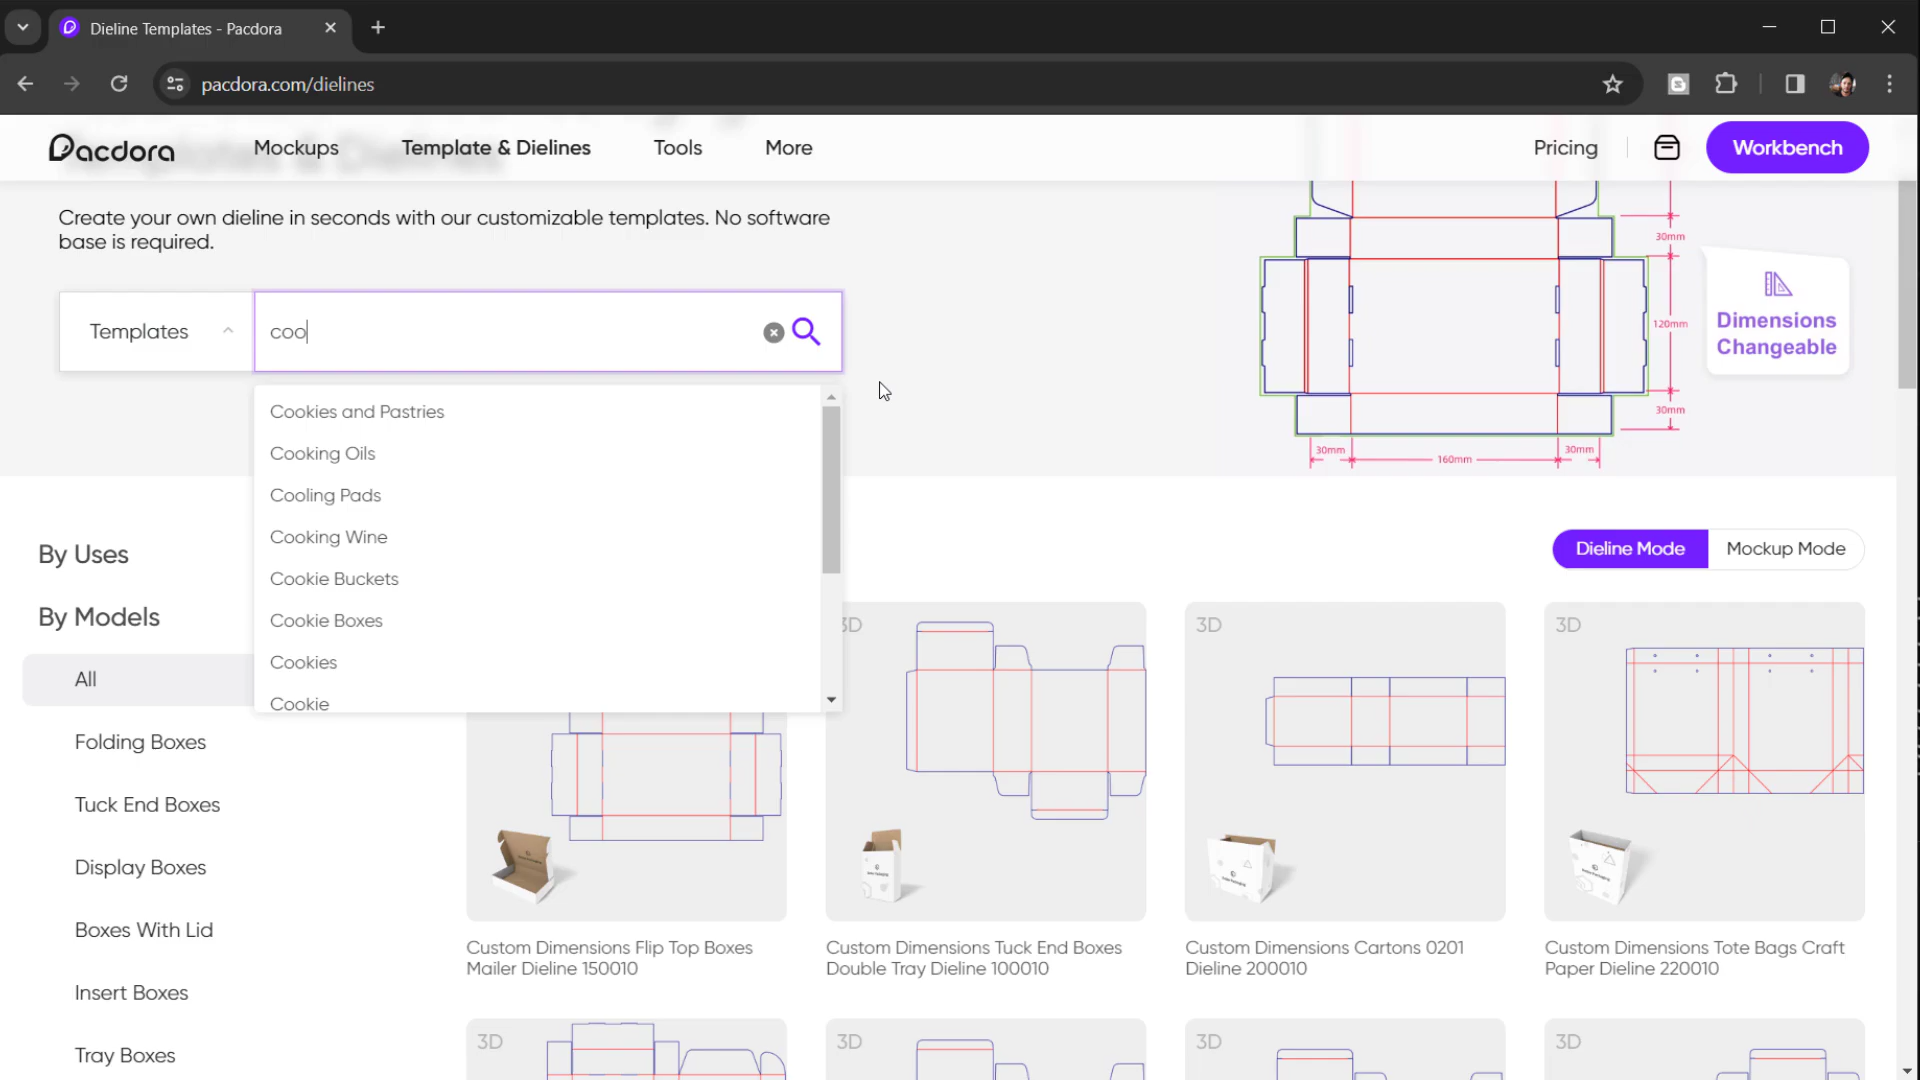 Dieline Templates - Pacdora
pacdora.com/dielines
Pacdora
Mockups
Template & Dielines
Tools
More
Pricing
Workbench
Create your own dieline in seconds with our customizable templates. No software
base is required.
Templates
coo
Cookies and Pastries
Cooking Oils
Cooling Pads
Cooking Wine
Cookie Buckets
Cookie Boxes
Cookies
Cookie
30mm
120mm
30mm
30mm
160mm
30mm
Dimensions
Changeable
By Uses
By Models
All
Folding Boxes
Tuck End Boxes
Display Boxes
Boxes With Lid
Insert Boxes
Tray Boxes
Dieline Mode
Mockup Mode
3D
3D
3D
Custom Dimensions Flip Top Boxes
Mailer Dieline 150010
Custom Dimensions Tuck End Boxes
Double Tray Dieline 100010
Custom Dimensions Cartons 0201
Dieline 200010
Custom Dimensions Tote Bags Craft
Paper Dieline 220010
3D
3D
3D
3D